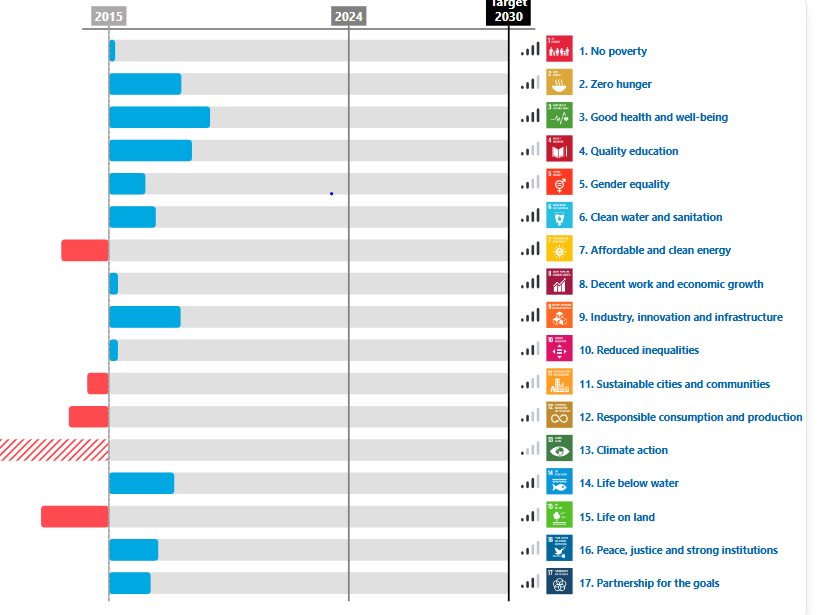 2015
2024
Target
2030
1. No poverty
2. Zero hunger
3. Good health and well-being
4. Quality education
5. Gender equality
6. Clean water and sanitation
7. Affordable and clean energy
8. Decent work and economic growth
9. Industry, innovation and infrastructure
10. Reduced inequalities
11. Sustainable cities and communities
12. Responsible consumption and production
13. Climate action
14. Life below water
15. Life on land
16. Peace, justice and strong institutions
17. Partnership for the goals